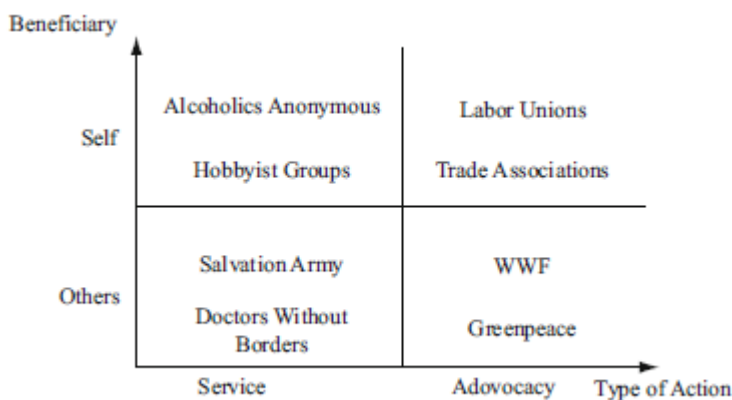 Beneficiary
Alcoholics Anonymous
Labor Unions
Self
Hobbyist Groups
Trade Associations
Salvation Army
WWF
Others
Doctors Without
Borders
Greenpeace
Service
Adovocacy
Type of Action